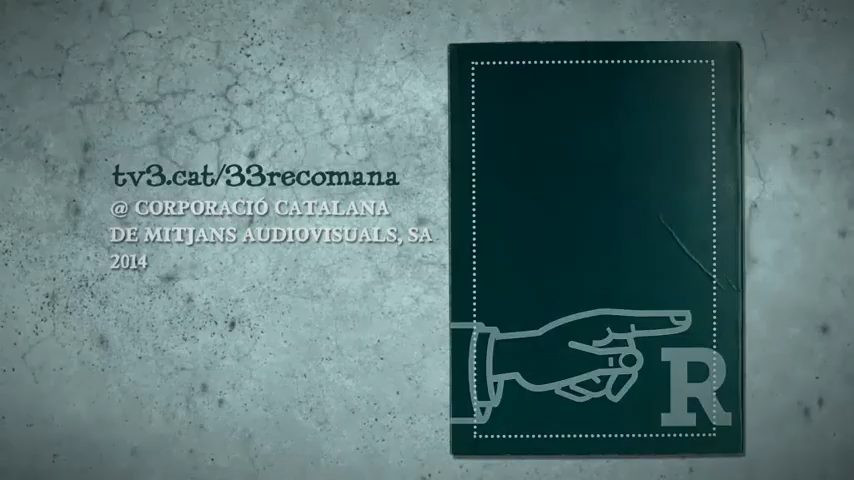 tv3.cat/33recomana
@ CORPORACIÓ CATALANA
DE MITJANS AUDIOVISUALS, SA
2014
R